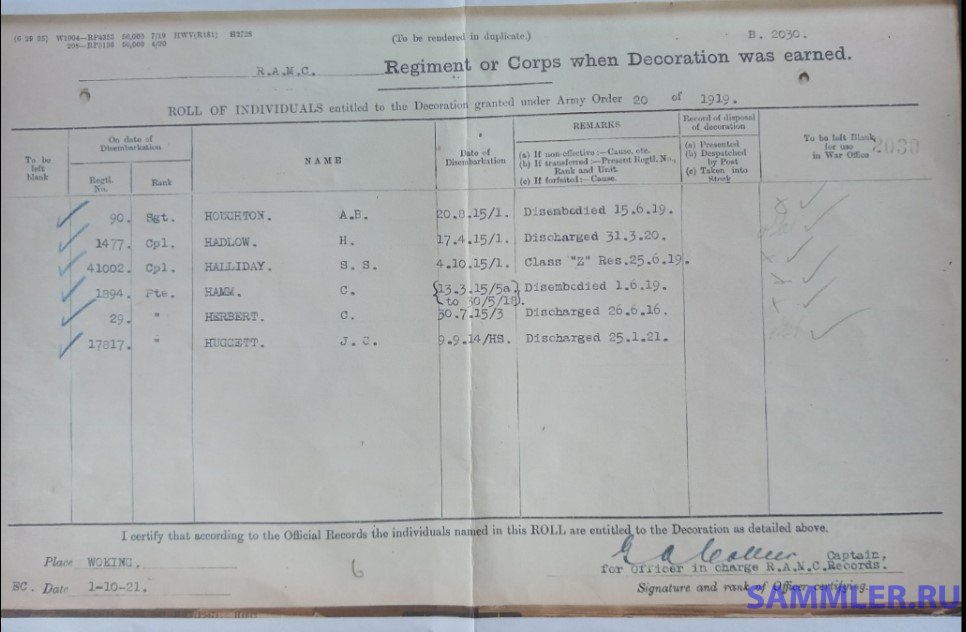 (6 29 25) W1904—RP4353 50,000 7/19 HWV(R181) H2728
298—RP5198 50,000 4/20
(To be rendered in duplicate.)
B. 2030.
R.A.M.C. Regiment or Corps when Decoration was earned.
ROLL OF INDIVIDUALS entitled to the Decoration granted under Army Order 20 of 1919.
To be left blank
On date of Disembarkation
Regtl. No.
Rank
NAME
Date of Disembarkation
REMARKS
(a) If non-effective :—Cause, etc.
(b) If transferred :—Present Regtl. No., Rank and Unit.
(c) If forfeited :—Cause.
Record of disposal of decoration
(a) Presented
(b) Despatched by Post
(c) Taken into Stock
To be left Blank for use in War Office
2030
90. Sgt. HOUGHTON. A.B. 20.8.15/1. Disembodied 15.6.19.
1477. Cpl. HADLOW. H. 17.4.15/1. Discharged 31.3.20.
41002. Cpl. HALLIDAY. S. S. 4.10.15/1. Class "Z" Res.25.6.19.
1894. Pte. HAMM. C. {13.3.15/5a} Disembodied 1.6.19.
{to 30/5/18}
29. " HERBERT. C. 30.7.15/3 Discharged 26.6.16.
17817. " HUGGETT. J. C. 9.9.14/HS. Discharged 25.1.21.
I certify that according to the Official Records the individuals named in this ROLL are entitled to the Decoration as detailed above.
Place WOKING.
6
Captain,
for Officer in charge R.A.M.C.Records.
EC. Date 1-10-21.
Signature and rank of Officer certifying.
SAMMLER.RU